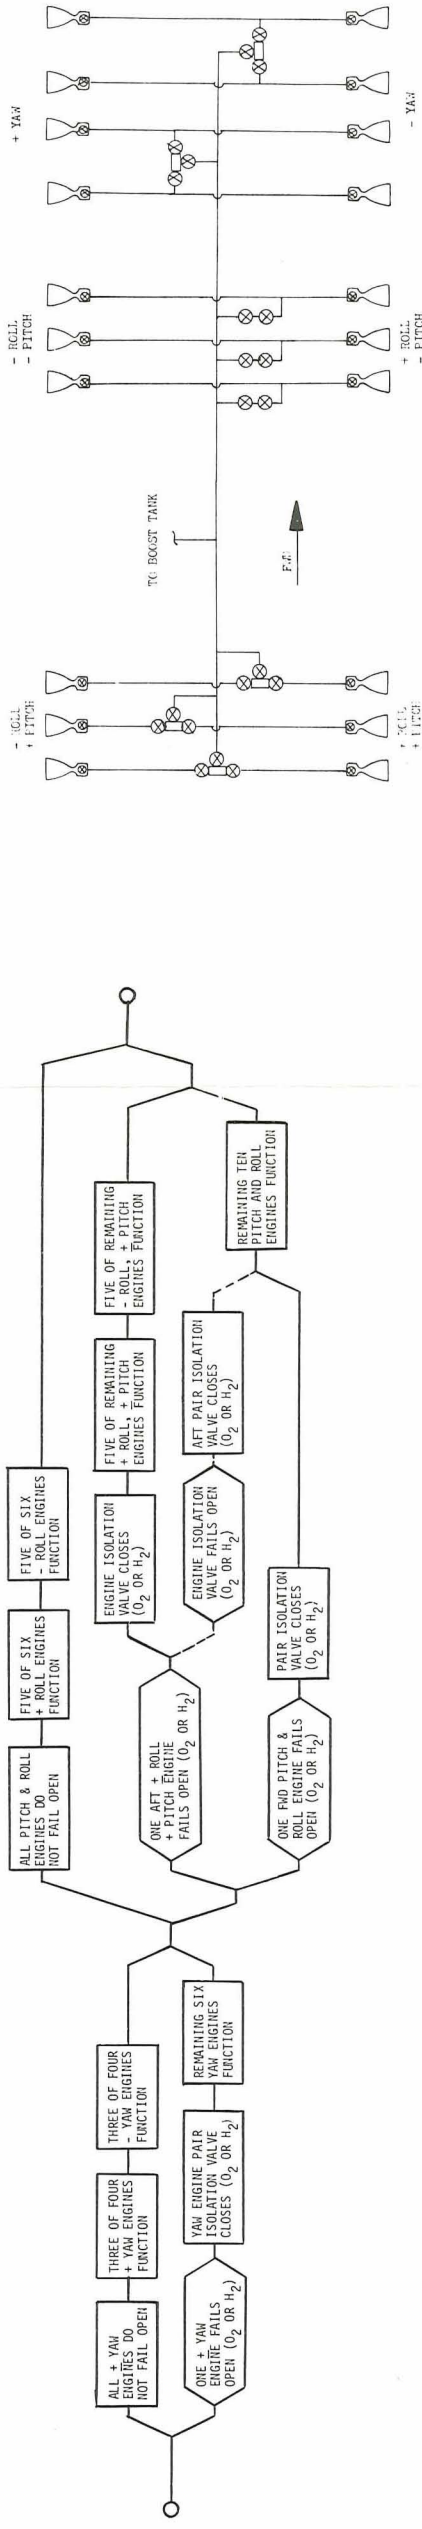 ALL ± YAW
ENGINES DO
NOT FAIL OPEN
THREE OF FOUR
+ YAW ENGINES
FUNCTION
THREE OF FOUR
- YAW ENGINES
FUNCTION
ONE ± YAW
ENGINE FAILS
OPEN (O2 OR H2)
YAW ENGINE PAIR
ISOLATION VALVE
CLOSES (O2 OR H2)
REMAINING SIX
YAW ENGINES
FUNCTION
ALL PITCH & ROLL
ENGINES DO
NOT FAIL OPEN
FIVE OF SIX
+ ROLL ENGINES
FUNCTION
FIVE OF SIX
- ROLL ENGINES
FUNCTION
ONE AFT ± ROLL
+ PITCH ENGINE
FAILS OPEN (O2 OR H2)
ENGINE ISOLATION
VALVE CLOSES
(O2 OR H2)
FIVE OF REMAINING
+ ROLL, ± PITCH
ENGINES FUNCTION
FIVE OF REMAINING
- ROLL, ± PITCH
ENGINES FUNCTION
ENGINE ISOLATION
VALVE FAILS OPEN
(O2 OR H2)
AFT PAIR ISOLATION
VALVE CLOSES
(O2 OR H2)
ONE FWD PITCH &
ROLL ENGINE FAILS
OPEN (O2 OR H2)
PAIR ISOLATION
VALVE CLOSES
(O2 OR H2)
REMAINING TEN
PITCH AND ROLL
ENGINES FUNCTION
- ROLL
+ PITCH
- ROLL
- PITCH
+ YAW
TO BOOST TANK
FWD
+ ROLL
+ PITCH
+ ROLL
- PITCH
- YAW